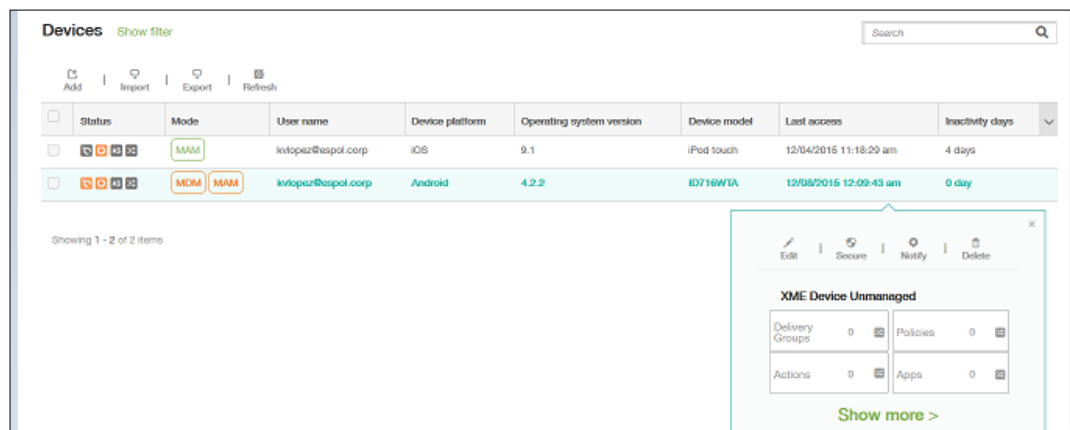 Devices Show filter Search
Add | Import | Export | Refresh
Status Mode User name Device platform Operating system version Device model Last access Inactivity days
MAM kvlopez@espol.corp iOS 9.1 iPod touch 12/04/2015 11:18:29 am 4 days
MDM MAM kvlopez@espol.corp Android 4.2.2 ID716WTA 12/08/2015 12:09:43 am 0 day
Showing 1 - 2 of 2 items
Edit | Secure | Notify | Delete
XME Device Unmanaged
Delivery Groups 0 Policies 0
Actions 0 Apps 0
Show more >